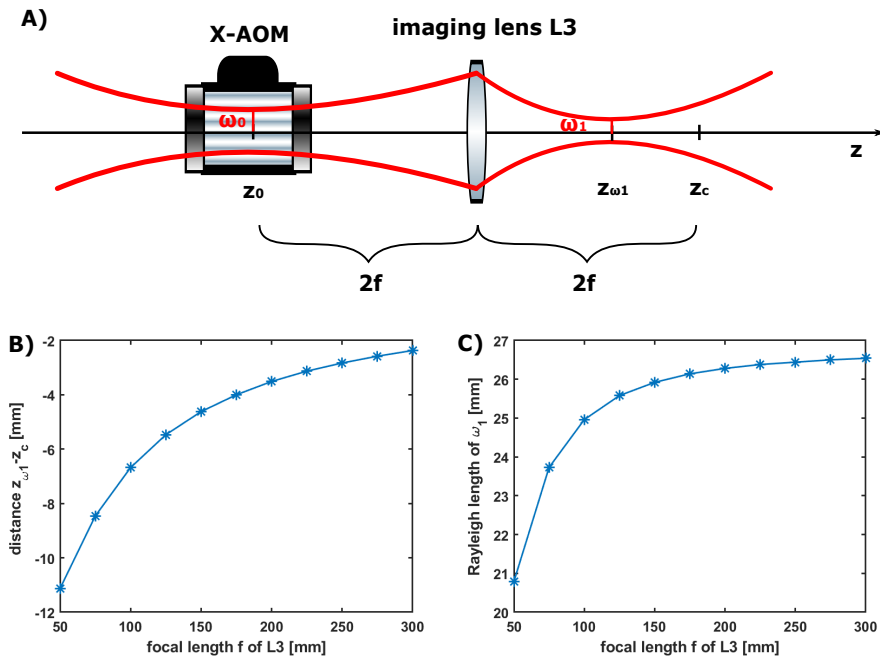 A)
X-AOM
imaging lens L3
ω0
ω1
z
z0
zω1
zc
2f
2f
B)
-2
-4
-6
-8
-10
-12
50
100
150
200
250
300
distance zω1-zc [mm]
focal length f of L3 [mm]
C)
27
26
25
24
23
22
21
20
50
100
150
200
250
300
Rayleigh length of ω1 [mm]
focal length f of L3 [mm]